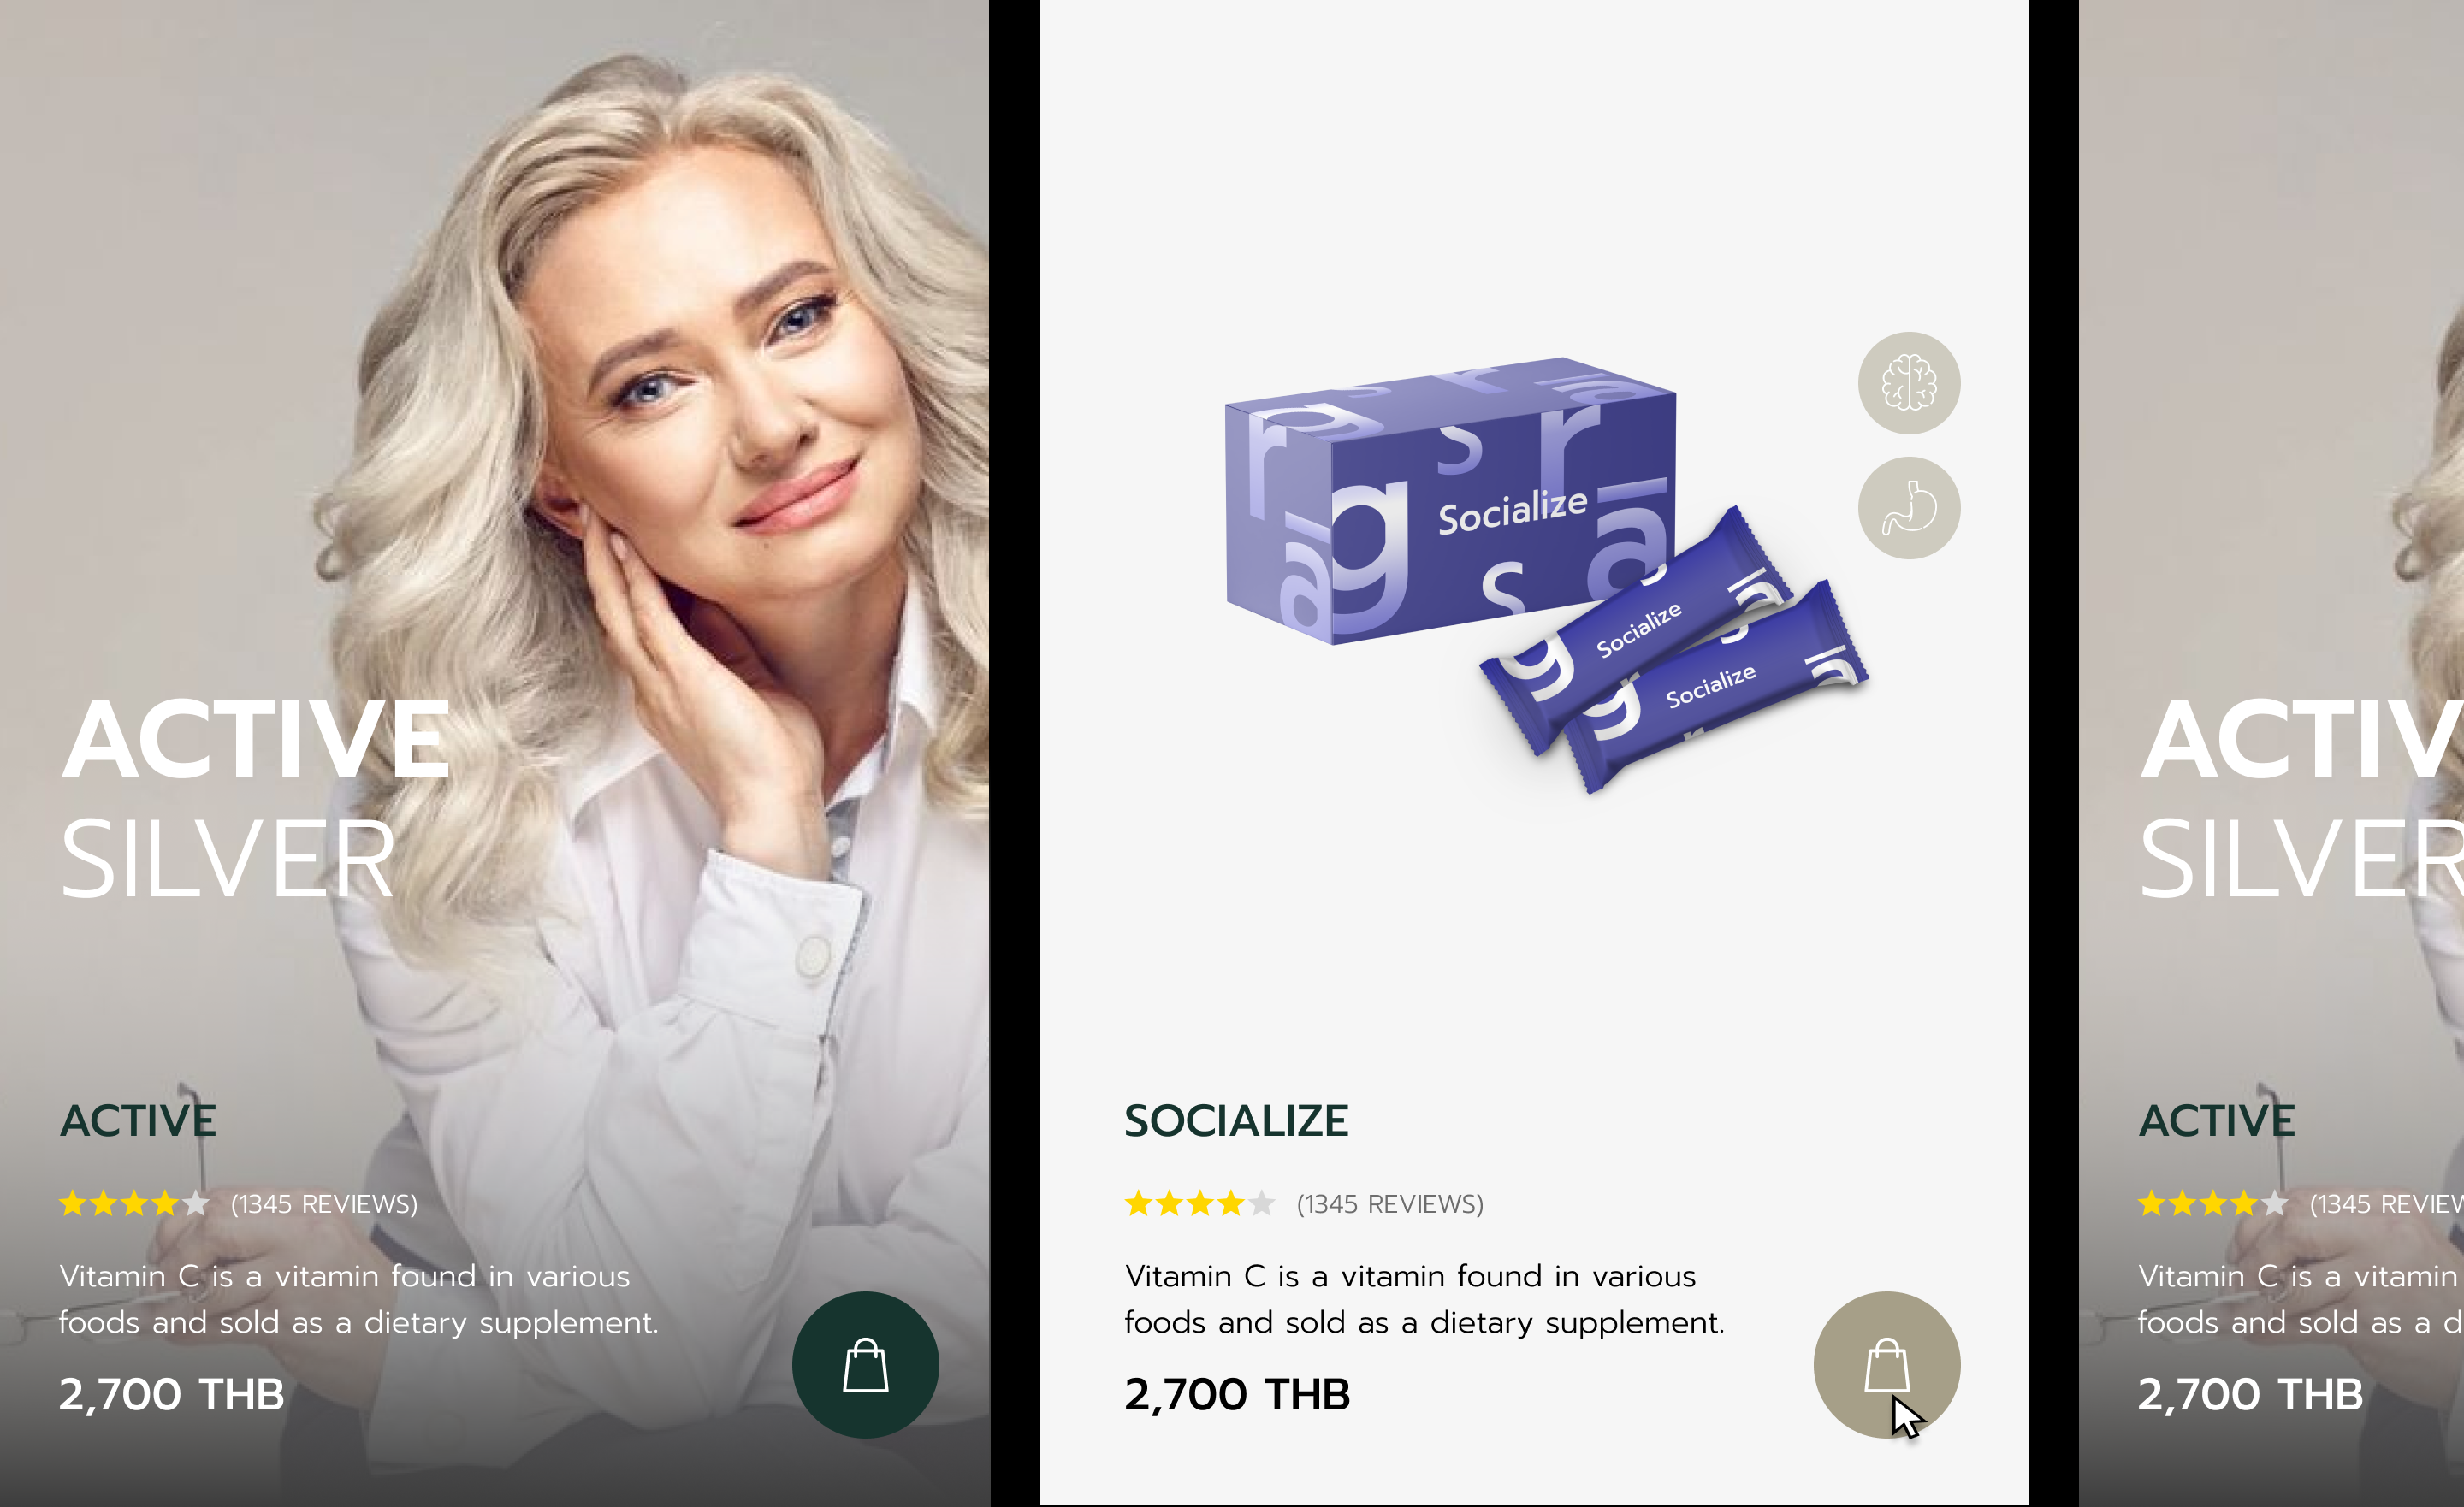 ACTIVE
SILVER
ACTIVE
(1345 REVIEWS)
Vitamin C is a vitamin found in various
foods and sold as a dietary supplement.
2,700 THB
r
g
s
r
a
r
g
s
r
a
s
a
Socialize
Socialize
Socialize
SOCIALIZE
(1345 REVIEWS)
Vitamin C is a vitamin found in various
foods and sold as a dietary supplement.
2,700 THB
ACTIV
SILVER
ACTIVE
(1345 REVIEW
Vitamin C is a vitamin
foods and sold as a d
2,700 THB